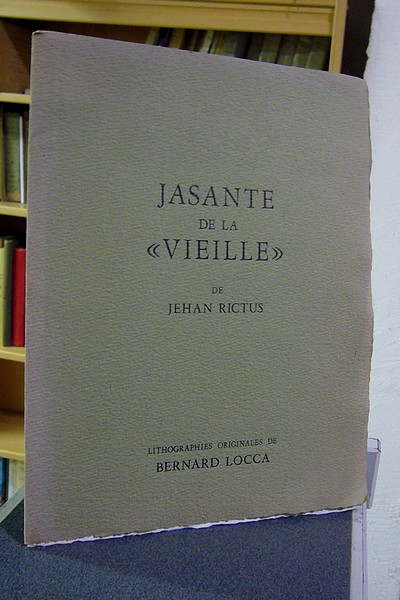 JASANTE
DE LA
«VIEILLE»
DE
JEHAN RICTUS
LITHOGRAPHIES ORIGINALES DE
BERNARD LOCCA